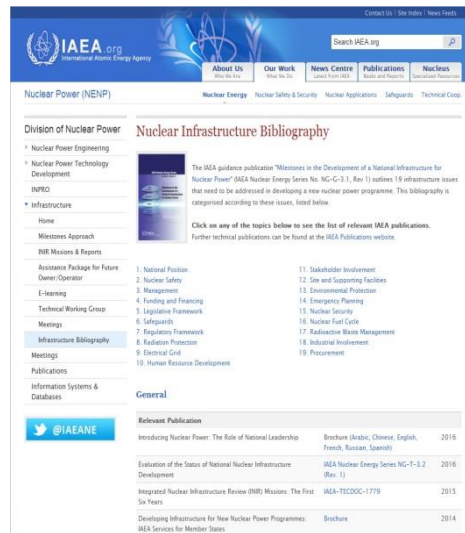 Contact Us | Site Index | News Feeds
IAEA.org
International Atomic Energy Agency
Search IAEA.org
About Us
Who We Are
Our Work
What We Do
News Centre
Latest from IAEA
Publications
Books and Reports
Nucleus
Specialised Resources
Nuclear Power (NENP)
Nuclear Energy Nuclear Safety & Security Nuclear Applications Safeguards Technical Coop.
Division of Nuclear Power
Nuclear Power Engineering
Nuclear Power Technology
Development
INPRO
Infrastructure
Home
Milestones Approach
INIR Missions & Reports
Assistance Package for Future
Owner/Operator
E-learning
Technical Working Group
Meetings
Infrastructure Bibliography
Meetings
Publications
Information Systems &
Databases
@IAEANE
Nuclear Infrastructure Bibliography
The IAEA guidance publication "Milestones in the Development of a National Infrastructure for
Nuclear Power" (IAEA Nuclear Energy Series No. NG-G-3.1, Rev 1) outlines 19 infrastructure issues
that need to be addressed in developing a new nuclear power programme. This bibliography is
categorised according to these issues, listed below.
Click on any of the topics below to see the list of relevant IAEA publications.
Further technical publications can be found at the IAEA Publications website.
1. National Position
2. Nuclear Safety
3. Management
4. Funding and Financing
5. Legislative Framework
6. Safeguards
7. Regulatory Framework
8. Radiation Protection
9. Electrical Grid
10. Human Resource Development
11. Stakeholder Involvement
12. Site and Supporting Facilities
13. Environmental Protection
14. Emergency Planning
15. Nuclear Security
16. Nuclear Fuel Cycle
17. Radioactive Waste Management
18. Industrial Involvement
19. Procurement
General
Relevant Publication
Introducing Nuclear Power: The Role of National Leadership Brochure (Arabic, Chinese, English, 2016
French, Russian, Spanish)
Evaluation of the Status of National Nuclear Infrastructure IAEA Nuclear Energy Series NG-T-3.2 2016
Development (Rev. 1)
Integrated Nuclear Infrastructure Review (INIR) Missions: The First IAEA-TECDOC-1779 2015
Six Years
Developing Infrastructure for New Nuclear Power Programmes: Brochure 2014
IAEA Services for Member States